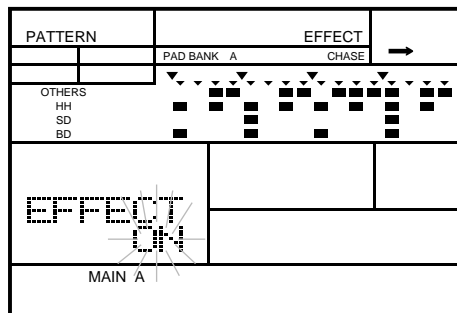 PATTERN EFFECT
PAD BANK A CHASE
OTHERS
HH
SD
BD
EFFECT
ON
MAIN A